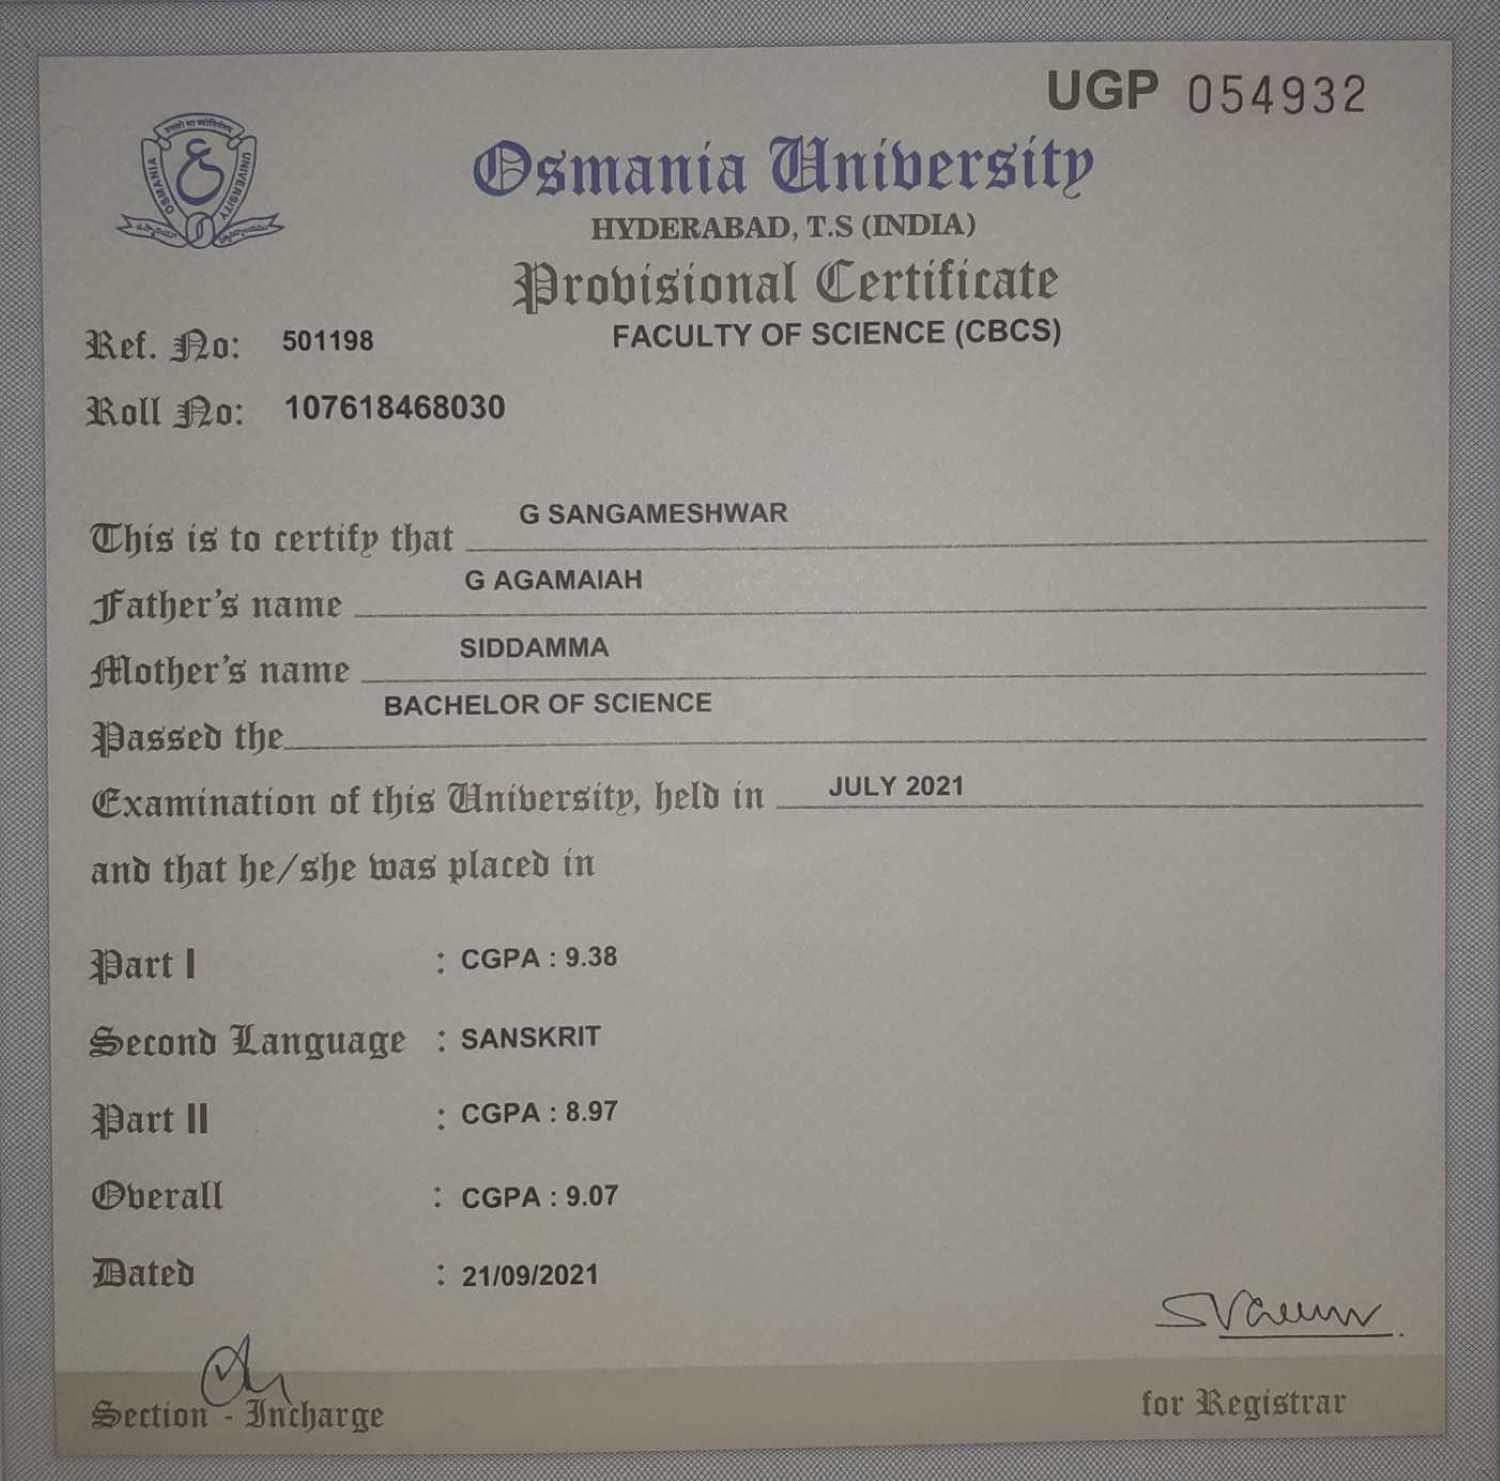 UGP 054932
OSMANIA UNIVERSITY
Osmania University
HYDERABAD, T.S (INDIA)
Provisional Certificate
FACULTY OF SCIENCE (CBCS)
Ref. No: 501198
Roll No: 107618468030
This is to certify that G SANGAMESHWAR
Father's name G AGAMAIAH
Mother's name SIDDAMMA
Passed the BACHELOR OF SCIENCE
Examination of this University, held in JULY 2021
and that he/she was placed in
Part I : CGPA : 9.38
Second Language : SANSKRIT
Part II : CGPA : 8.97
Overall : CGPA : 9.07
Dated : 21/09/2021
Section - Incharge
for Registrar